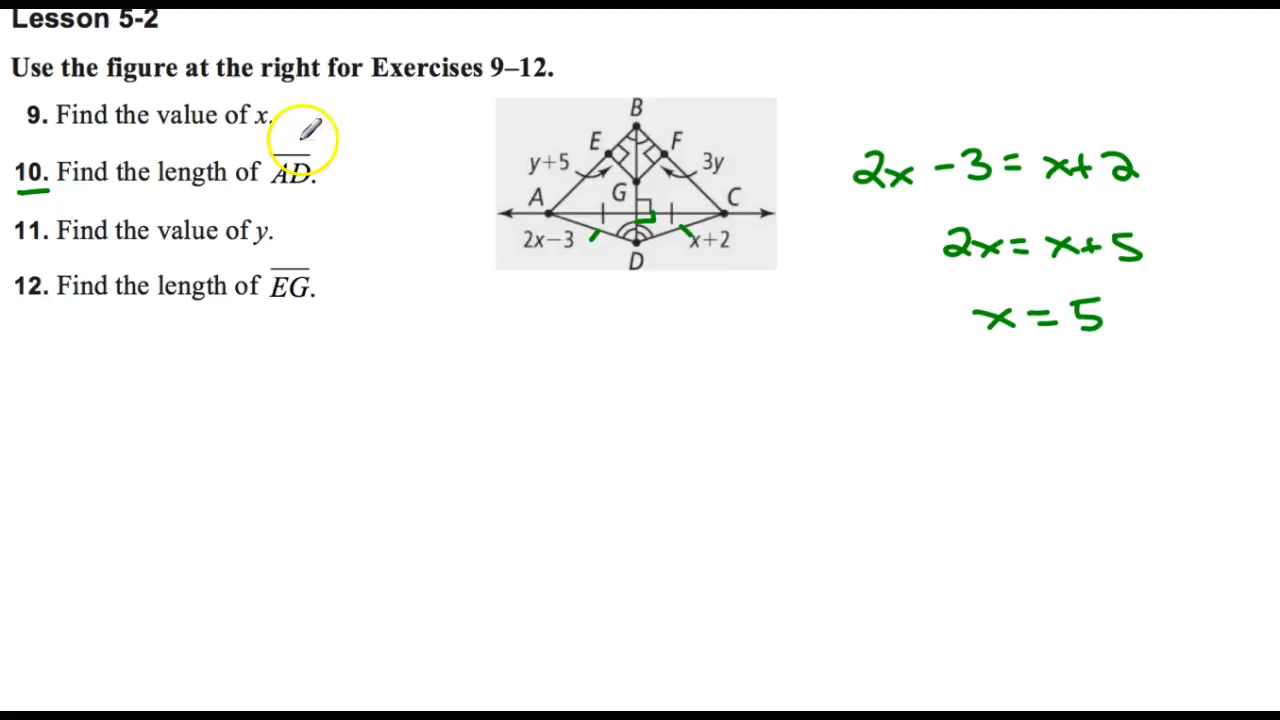 Lesson 5-2
Use the figure at the right for Exercises 9–12.
9. Find the value of x.
10. Find the length of AD.
11. Find the value of y.
12. Find the length of EG.
B
E
F
y+5
3y
A
G
C
2x−3
x+2
D
2x - 3 = x + 2
2x = x + 5
x = 5